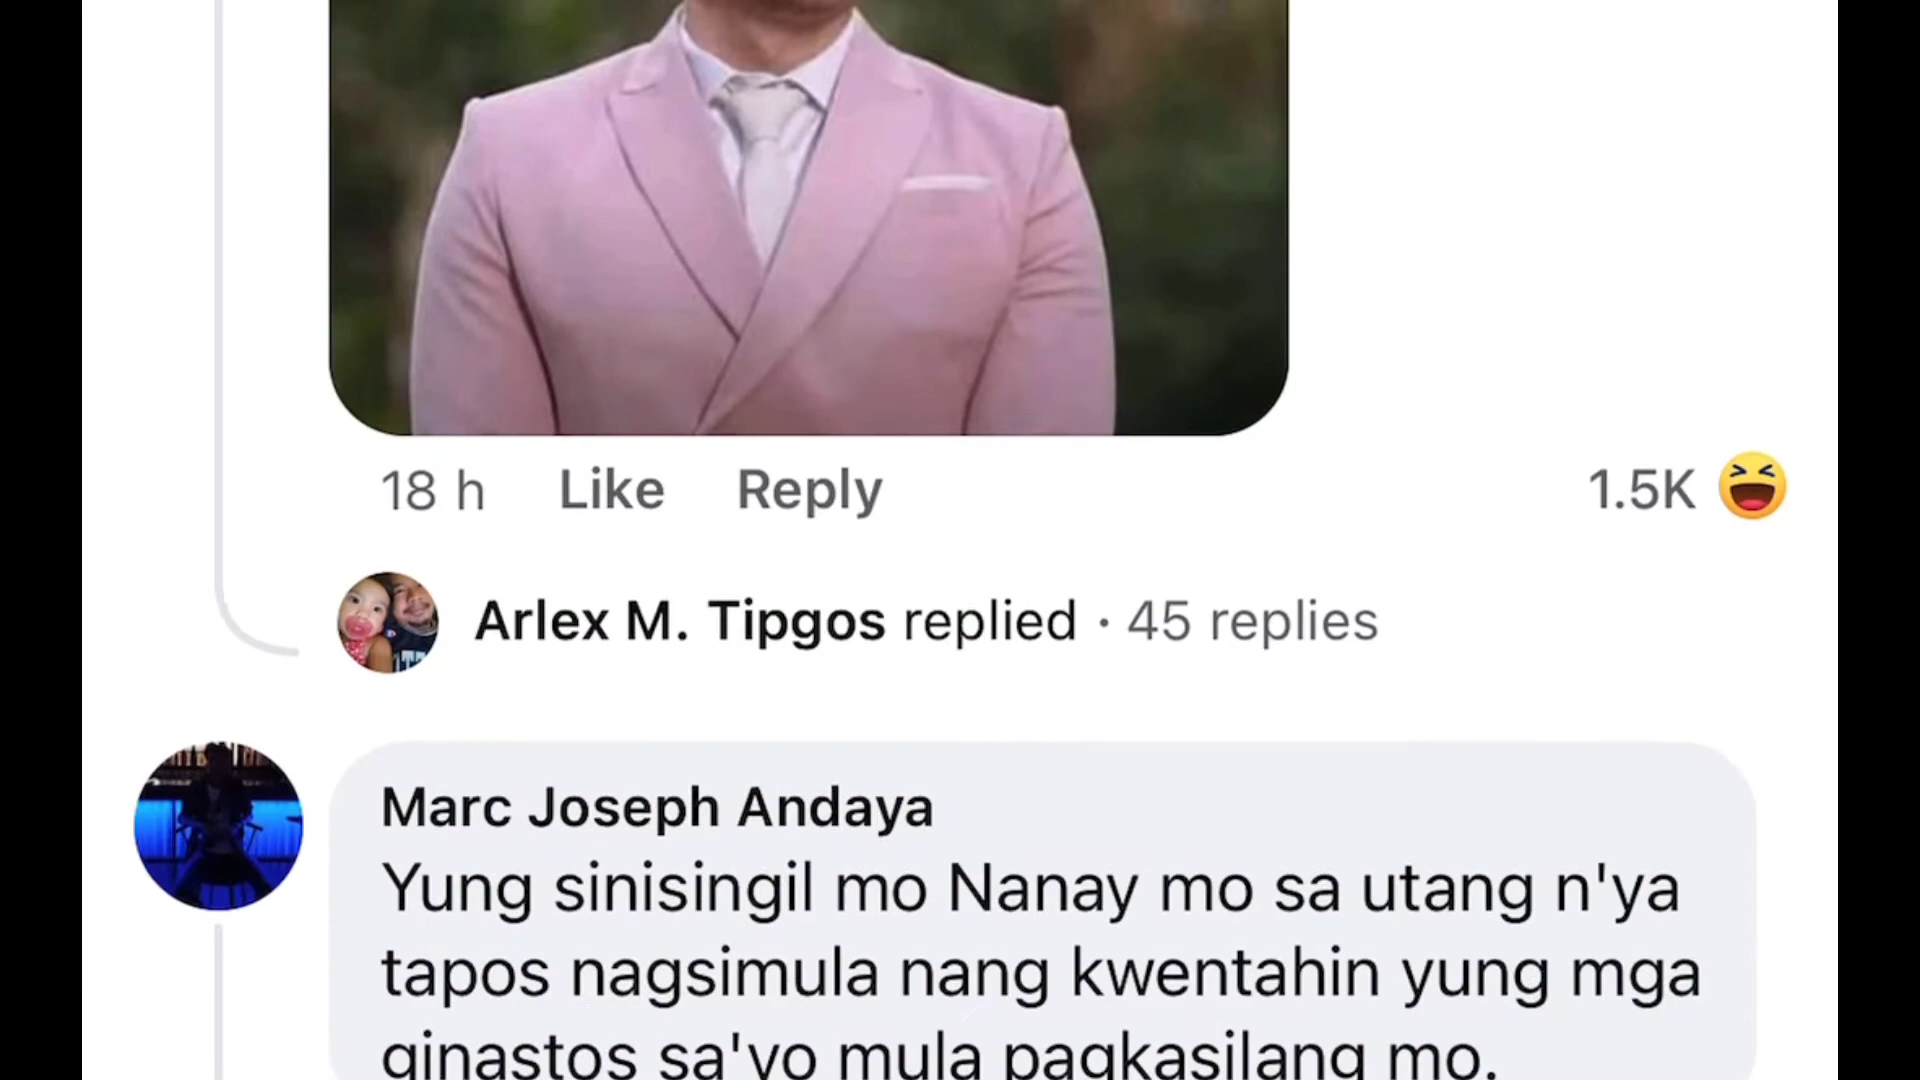 18 h Like Reply 1.5K
Arlex M. Tipgos replied · 45 replies
Marc Joseph Andaya
Yung sinisingil mo Nanay mo sa utang n'ya
tapos nagsimula nang kwentahin yung mga
ginastos sa'yo mula pagkasilang mo.